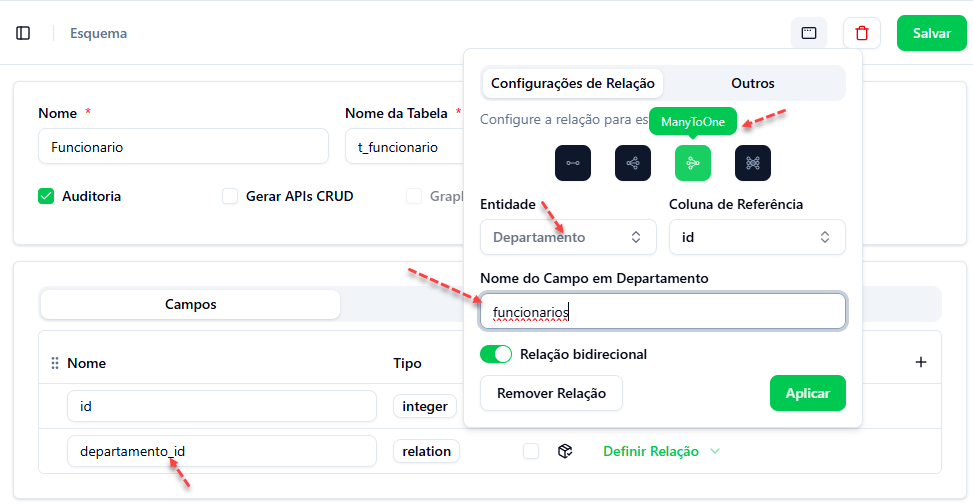 Esquema
Salvar
Configurações de Relação
Outros
Nome *
Nome da Tabela *
Configure a relação para es
ManyToOne
Funcionario
t_funcionario
Auditoria
Gerar APIs CRUD
Entidade
Coluna de Referência
Departamento
id
Nome do Campo em Departamento
Campos
funcionarios
Relação bidirecional
Nome
Tipo
Remover Relação
Aplicar
id
integer
departamento_id
relation
Definir Relação